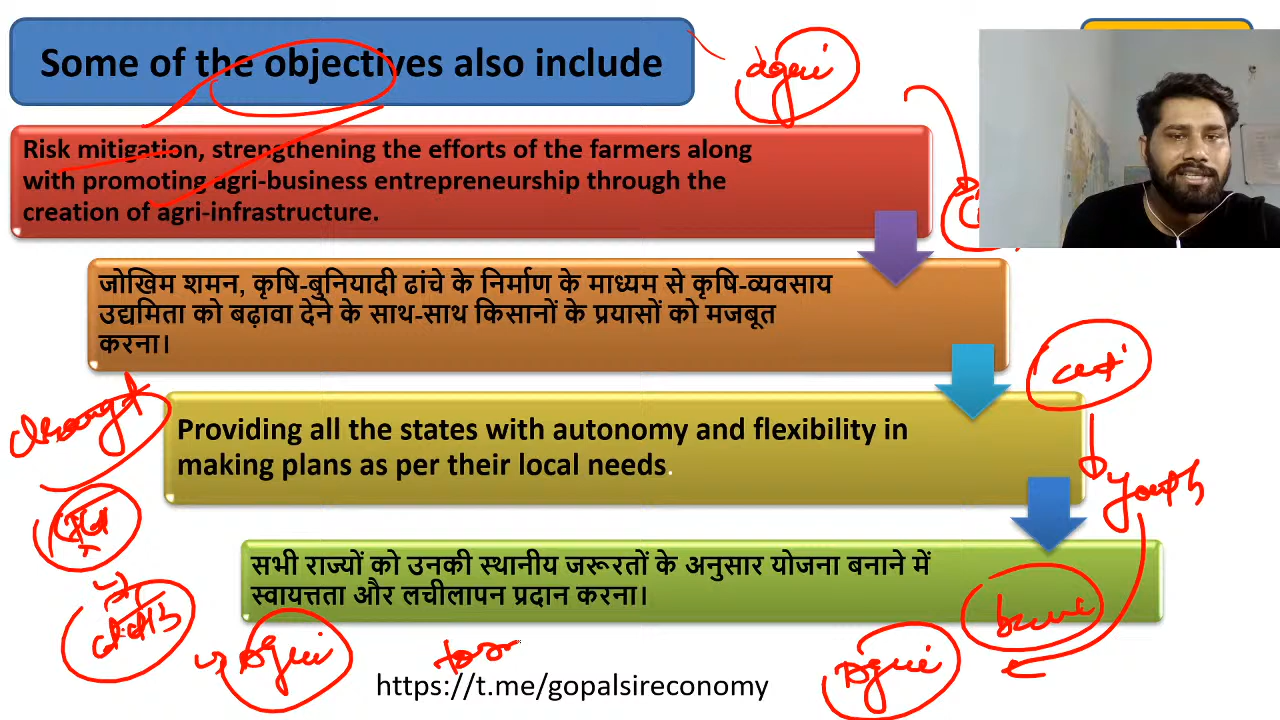 Some of the objectives also include
agri
Risk mitigation, strengthening the efforts of the farmers along
with promoting agri-business entrepreneurship through the
creation of agri-infrastructure.
जोखिम शमन, कृषि-बुनियादी ढांचे के निर्माण के माध्यम से कृषि-व्यवसाय
उद्यमिता को बढ़ावा देने के साथ-साथ किसानों के प्रयासों को मजबूत
करना।
Providing all the states with autonomy and flexibility in
making plans as per their local needs.
youth
सभी राज्यों को उनकी स्थानीय जरूरतों के अनुसार योजना बनाने में
स्वायत्तता और लचीलापन प्रदान करना।
Agri
Agri
https://t.me/gopalsireconomy